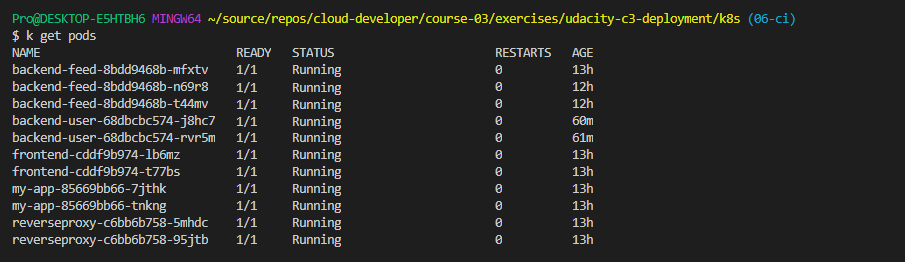 Pro@DESKTOP-E5HTBH6 MINGW64 ~/source/repos/cloud-developer/course-03/exercises/udacity-c3-deployment/k8s (06-ci)
$ k get pods
NAME READY STATUS RESTARTS AGE
backend-feed-8bdd9468b-mfxtv 1/1 Running 0 13h
backend-feed-8bdd9468b-n69r8 1/1 Running 0 12h
backend-feed-8bdd9468b-t44mv 1/1 Running 0 12h
backend-user-68dbcbc574-j8hc7 1/1 Running 0 60m
backend-user-68dbcbc574-rvr5m 1/1 Running 0 61m
frontend-cddf9b974-lb6mz 1/1 Running 0 13h
frontend-cddf9b974-t77bs 1/1 Running 0 13h
my-app-85669bb66-7jthk 1/1 Running 0 13h
my-app-85669bb66-tnkng 1/1 Running 0 13h
reverseproxy-c6bb6b758-5mhdc 1/1 Running 0 13h
reverseproxy-c6bb6b758-95jtb 1/1 Running 0 13h